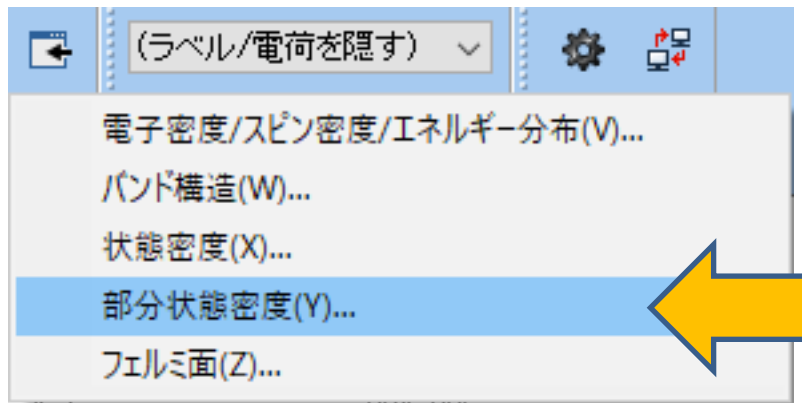 (ラベル/電荷を隠す)
電子密度/スピン密度/エネルギー分布(V)...
バンド構造(W)...
状態密度(X)...
部分状態密度(Y)...
フェルミ面(Z)...